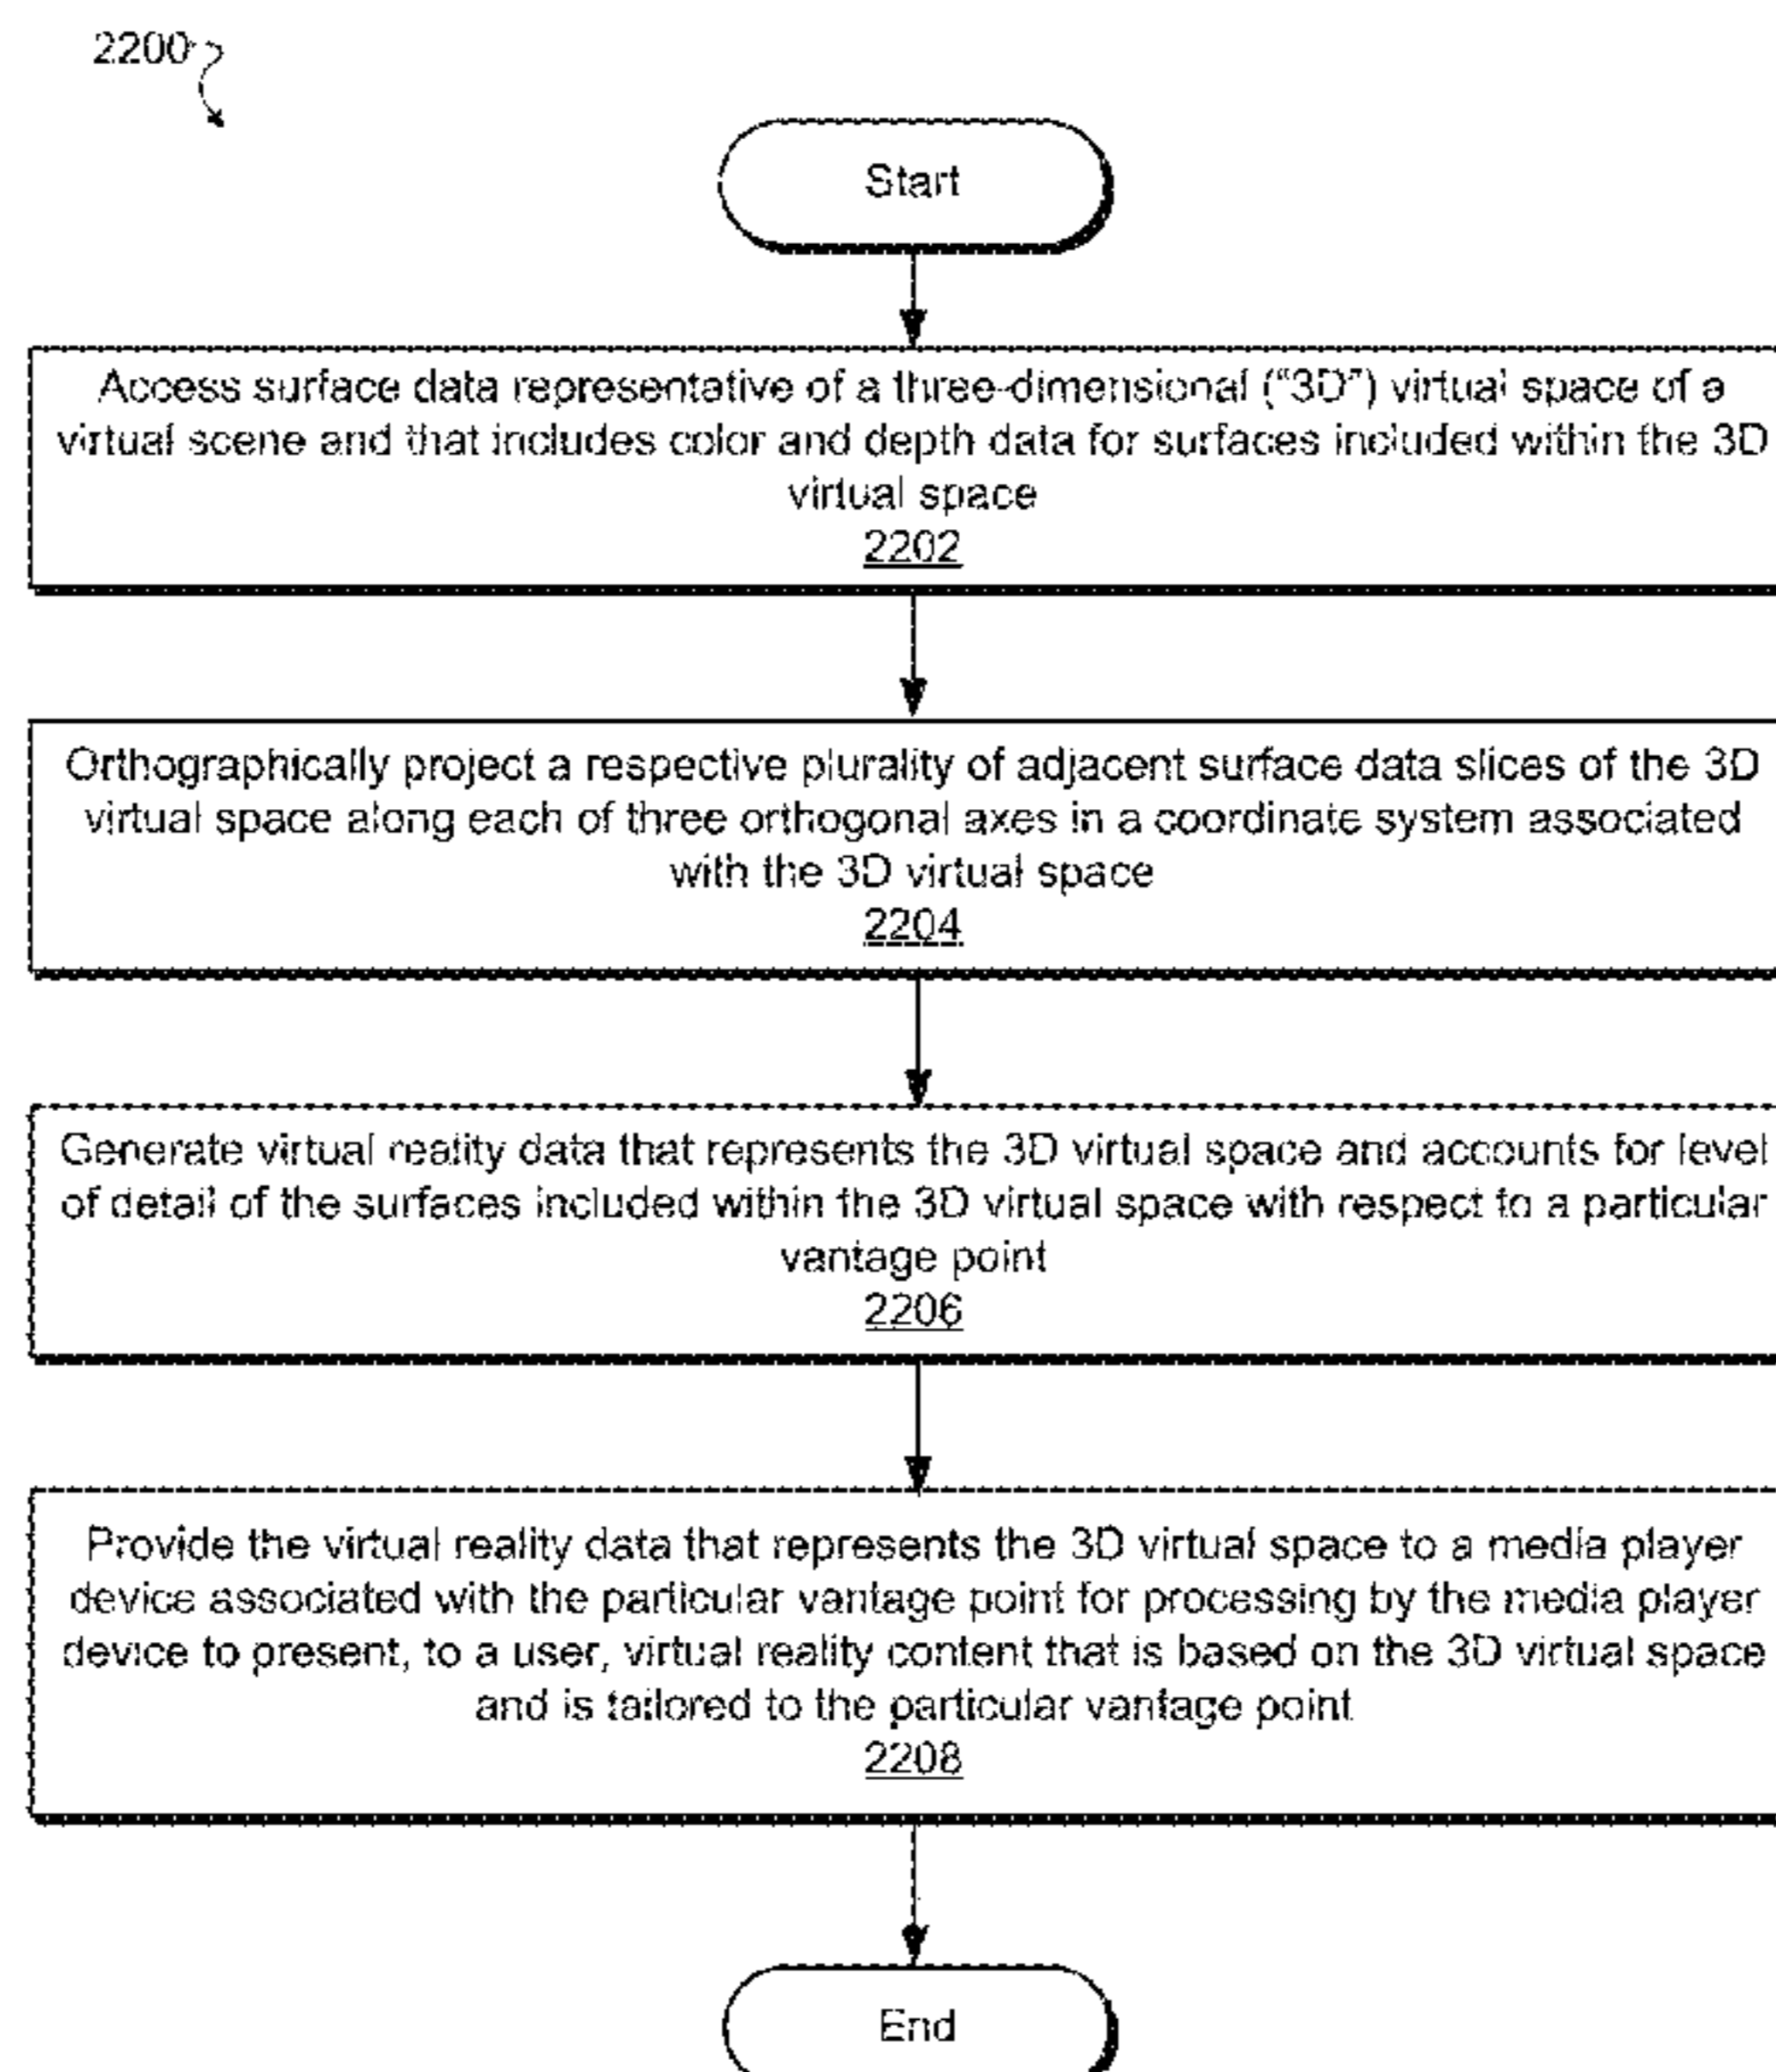 2200
Start
Access surface data representative of a three-dimensional (“3D”) virtual space of a
virtual scene and that includes color and depth data for surfaces included within the 3D
virtual space
2202
Orthographically project a respective plurality of adjacent surface data slices of the 3D
virtual space along each of three orthogonal axes in a coordinate system associated
with the 3D virtual space
2204
Generate virtual reality data that represents the 3D virtual space and accounts for level
of detail of the surfaces included within the 3D virtual space with respect to a particular
vantage point
2206
Provide the virtual reality data that represents the 3D virtual space to a media player
device associated with the particular vantage point for processing by the media player
device to present, to a user, virtual reality content that is based on the 3D virtual space
and is tailored to the particular vantage point
2208
End